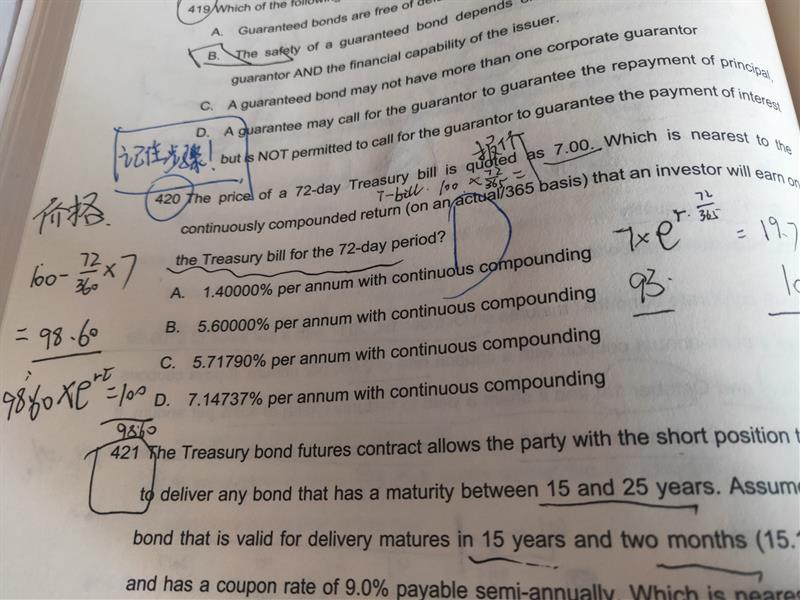 419 Which of the following
A. Guaranteed bonds are free of
B. The safety of a guaranteed bond depends
guarantor AND the financial capability of the issuer.
C. A guaranteed bond may not have more than one corporate guarantor
D. A guarantee may call for the guarantor to guarantee the repayment of principal,
but is NOT permitted to call for the guarantor to guarantee the payment of interest
记住步骤!
报价
420 The price of a 72-day Treasury bill is quoted as 7.00. Which is nearest to the
T-bill. 100 × 72/365 =
continuously compounded return (on an actual/365 basis) that an investor will earn on
the Treasury bill for the 72-day period?
价格
100 - 72/360 × 7
= 98.60
9860 × e^rt = 100
9860
7 × e^r·72/365 = 19.7
93.
A. 1.40000% per annum with continuous compounding
B. 5.60000% per annum with continuous compounding
C. 5.71790% per annum with continuous compounding
D. 7.14737% per annum with continuous compounding
421 The Treasury bond futures contract allows the party with the short position
to deliver any bond that has a maturity between 15 and 25 years. Assume
bond that is valid for delivery matures in 15 years and two months (15.
and has a coupon rate of 9.0% payable semi-annually. Which is